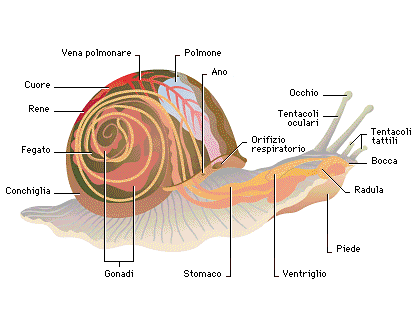 Vena polmonare
Polmone
Ano
Cuore
Rene
Fegato
Conchiglia
Gonadi
Stomaco
Ventriglio
Piede
Radula
Bocca
Tentacoli
tattili
Occhio
Tentacoli
oculari
Orifizio
respiratorio